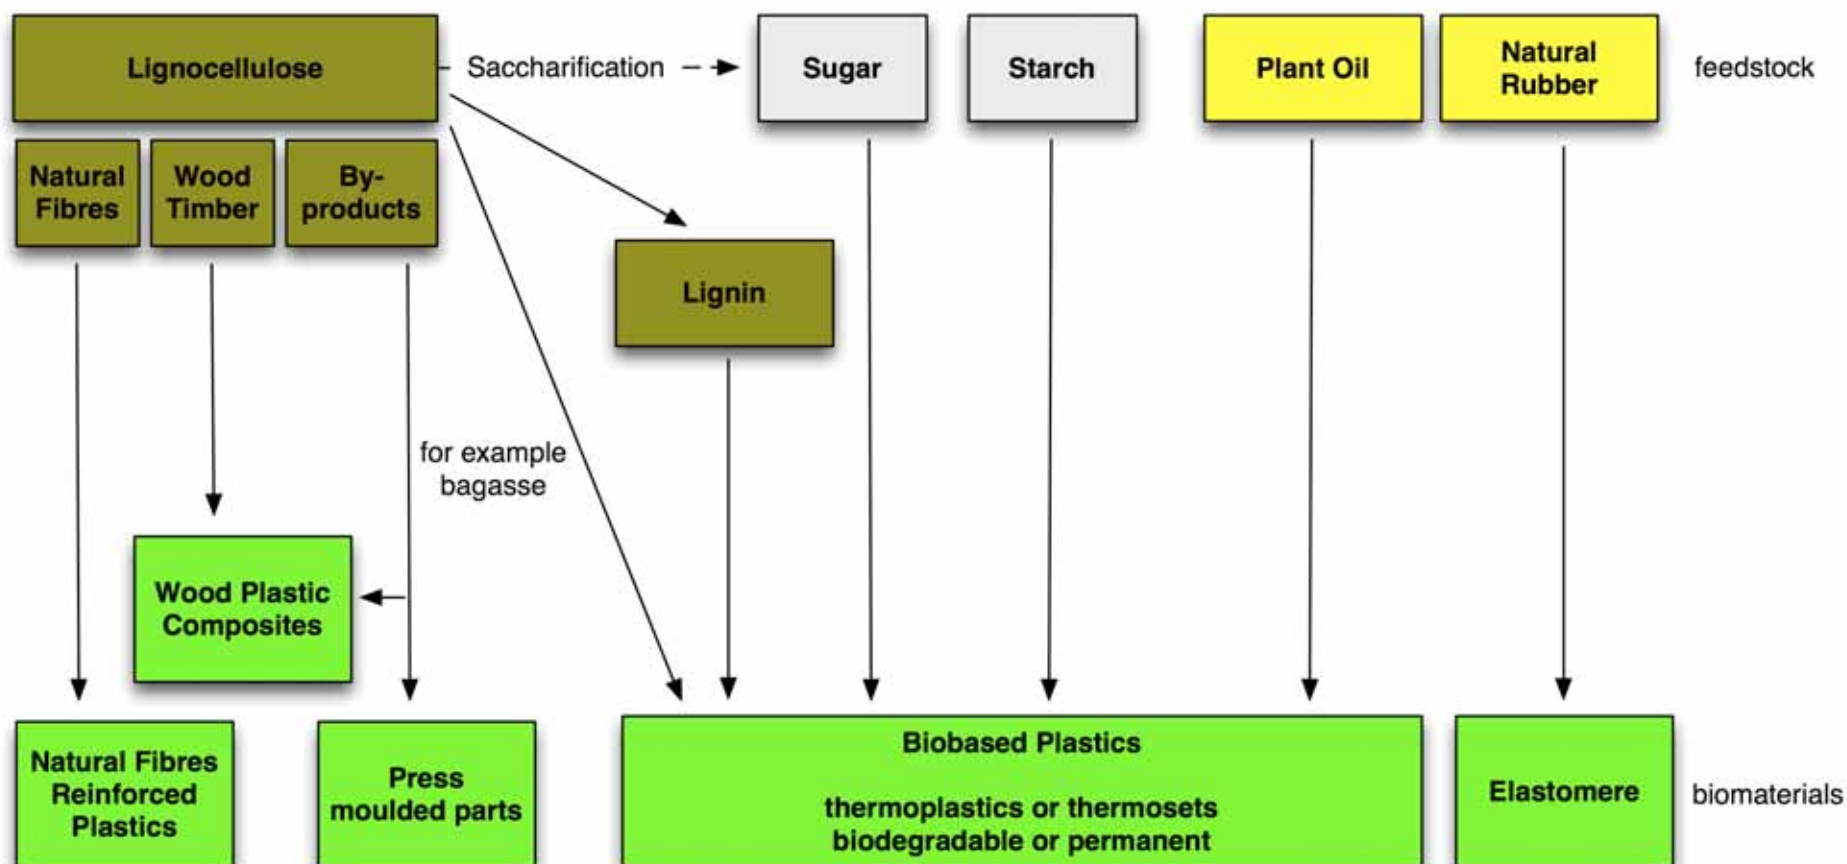 Lignocellulose
Saccharification
Sugar
Starch
Plant Oil
Natural
Rubber
feedstock
Natural
Fibres
Wood
Timber
By-
products
Lignin
for example
bagasse
Wood Plastic
Composites
Natural Fibres
Reinforced
Plastics
Press
moulded parts
Biobased Plastics
thermoplastics or thermosets
biodegradable or permanent
Elastomere
biomaterials